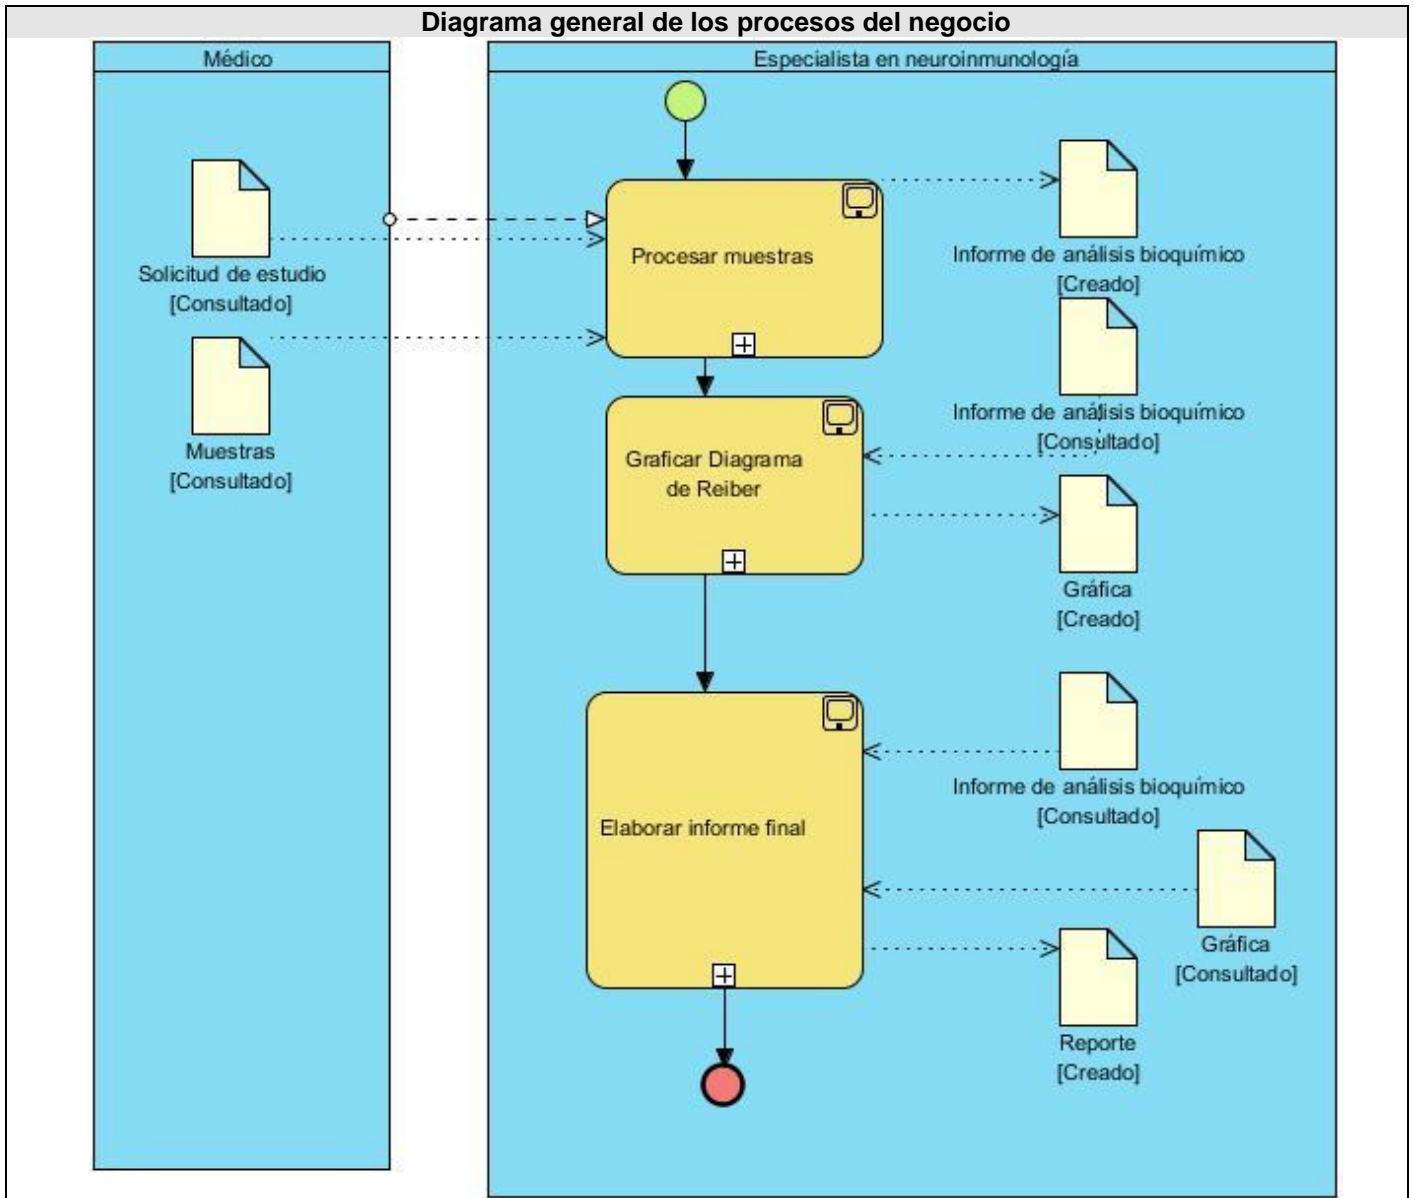 Diagrama general de los procesos del negocio
Médico
Especialista en neuroinmunología
Solicitud de estudio
[Consultado]
Muestras
[Consultado]
Procesar muestras
Informe de análisis bioquímico
[Creado]
Informe de análisis bioquímico
[Consultado]
Graficar Diagrama
de Reiber
Gráfica
[Creado]
Informe de análisis bioquímico
[Consultado]
Elaborar informe final
Gráfica
[Consultado]
Reporte
[Creado]